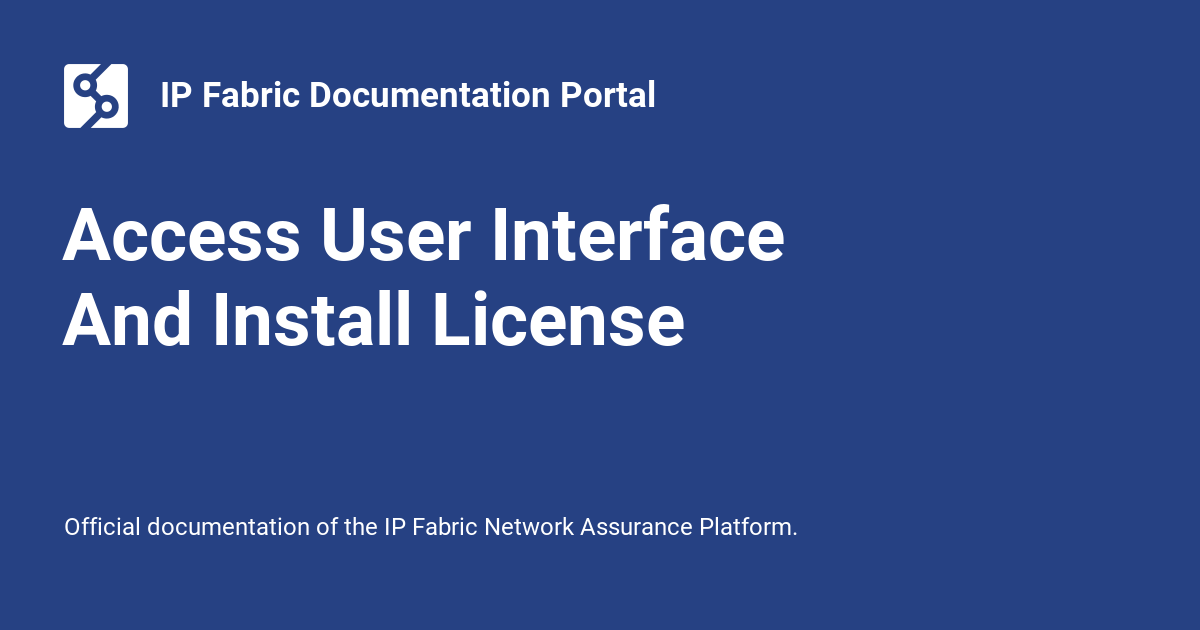 IP Fabric Documentation Portal
Access User Interface
And Install License
Official documentation of the IP Fabric Network Assurance Platform.